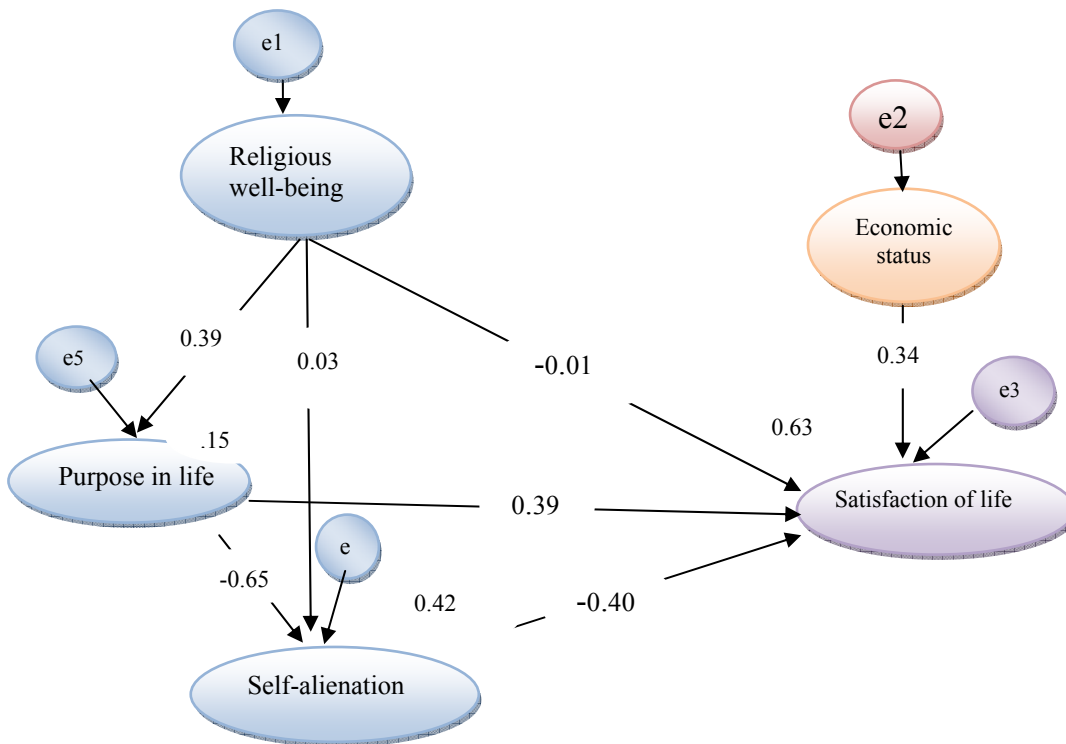 e1
e2
Religious
well-being
Economic
status
0.39
0.03
-0.01
0.34
e5
e3
.15
0.63
Purpose in life
0.39
Satisfaction of life
e
-0.65
0.42
-0.40
Self-alienation